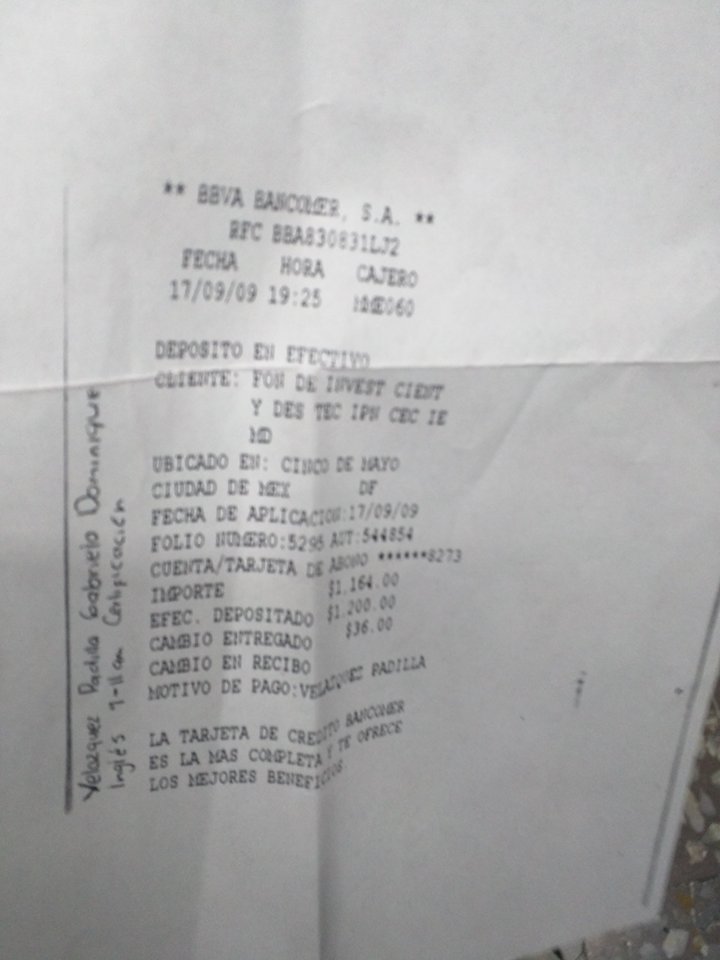 ** BBVA BANCOMER, S.A. **
RFC BBA830831LJ2
FECHA HORA CAJERO
17/09/09 19:25 MME060
DEPOSITO EN EFECTIVO
CLIENTE: FON DE INVEST CIENT
Y DES TEC IPN CEC IE
MD
UBICADO EN: CINCO DE MAYO
CIUDAD DE MEX DF
FECHA DE APLICACION:17/09/09
FOLIO NUMERO:5295 AUT:544854
CUENTA/TARJETA DE ABONO ******8273
IMPORTE $1,164.00
EFEC. DEPOSITADO $1,200.00
CAMBIO ENTREGADO $36.00
CAMBIO EN RECIBO
MOTIVO DE PAGO:VELAZQUEZ PADILLA
LA TARJETA DE CREDITO BANCOMER
ES LA MAS COMPLETA Y TE OFRECE
LOS MEJORES BENEFICIOS.
Velazquez Padilla Gabriela Dominique
Inglés 9-11 am Certificación